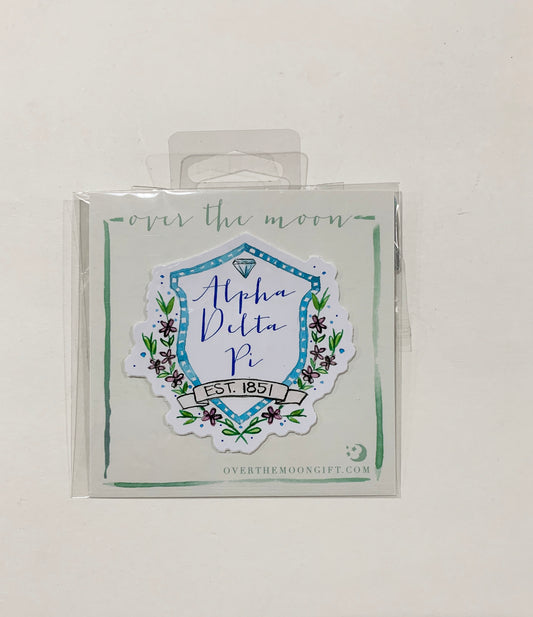 over the moon
Alpha
Delta
Pi
EST. 1851
OVERTHEMOONGIFT.COM